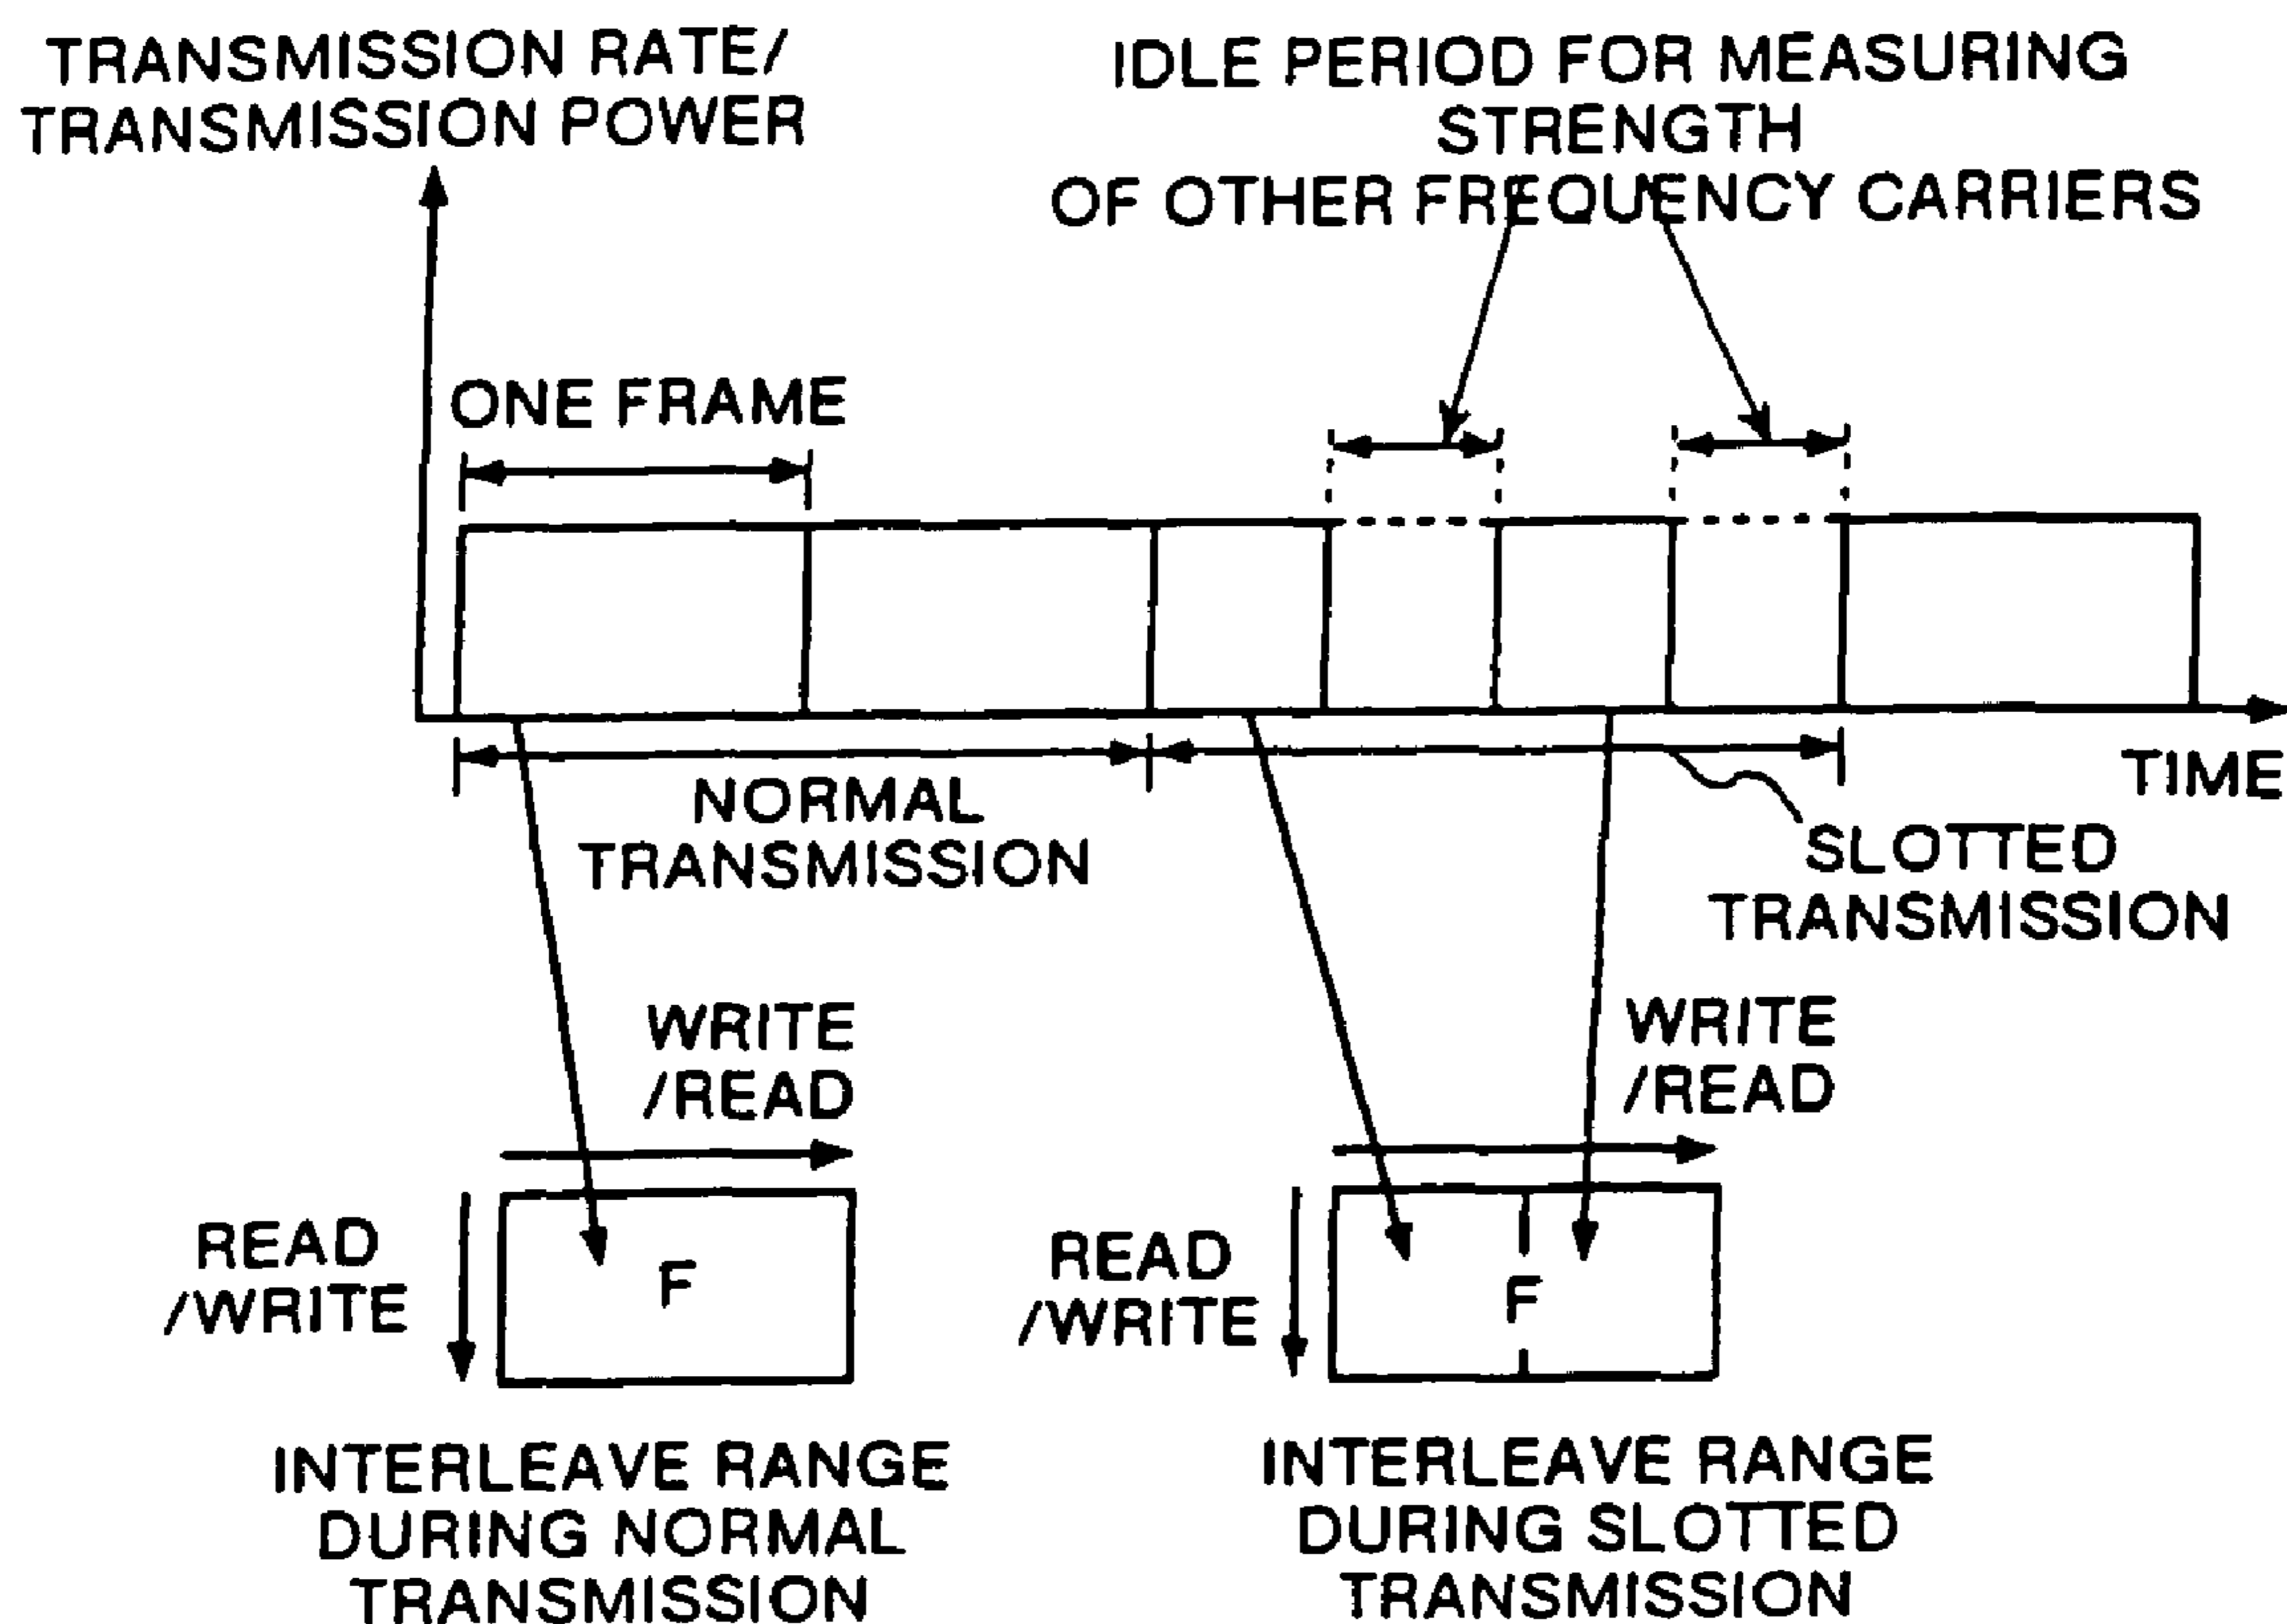 TRANSMISSION RATE/
TRANSMISSION POWER
IDLE PERIOD FOR MEASURING
STRENGTH
OF OTHER FREQUENCY CARRIERS
ONE FRAME
TIME
NORMAL
TRANSMISSION
SLOTTED
TRANSMISSION
WRITE
/READ
READ
/WRITE
F
INTERLEAVE RANGE
DURING NORMAL
TRANSMISSION
WRITE
/READ
READ
/WRITE
F
INTERLEAVE RANGE
DURING SLOTTED
TRANSMISSION